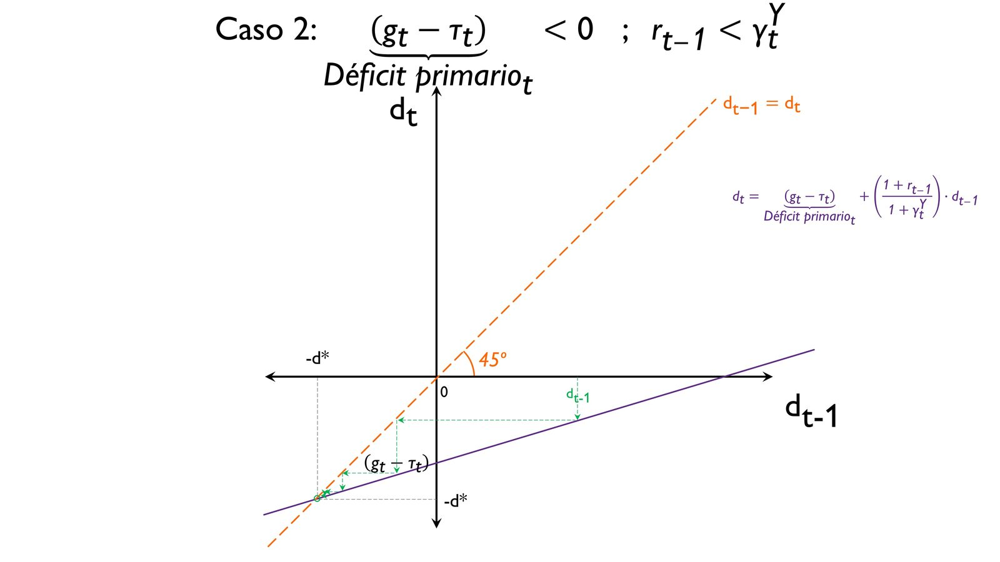 Caso 2: (g_t − τ_t) < 0 ; r_{t−1} < γ_t^Y
Déficit primario_t
d_t
d_{t−1} = d_t
d_t = (g_t − τ_t) + ((1 + r_{t−1})/(1 + γ_t^Y)) · d_{t−1}
Déficit primario_t
-d*
45º
0
d_{t-1}
d_{t-1}
(g_t − τ_t)
-d*